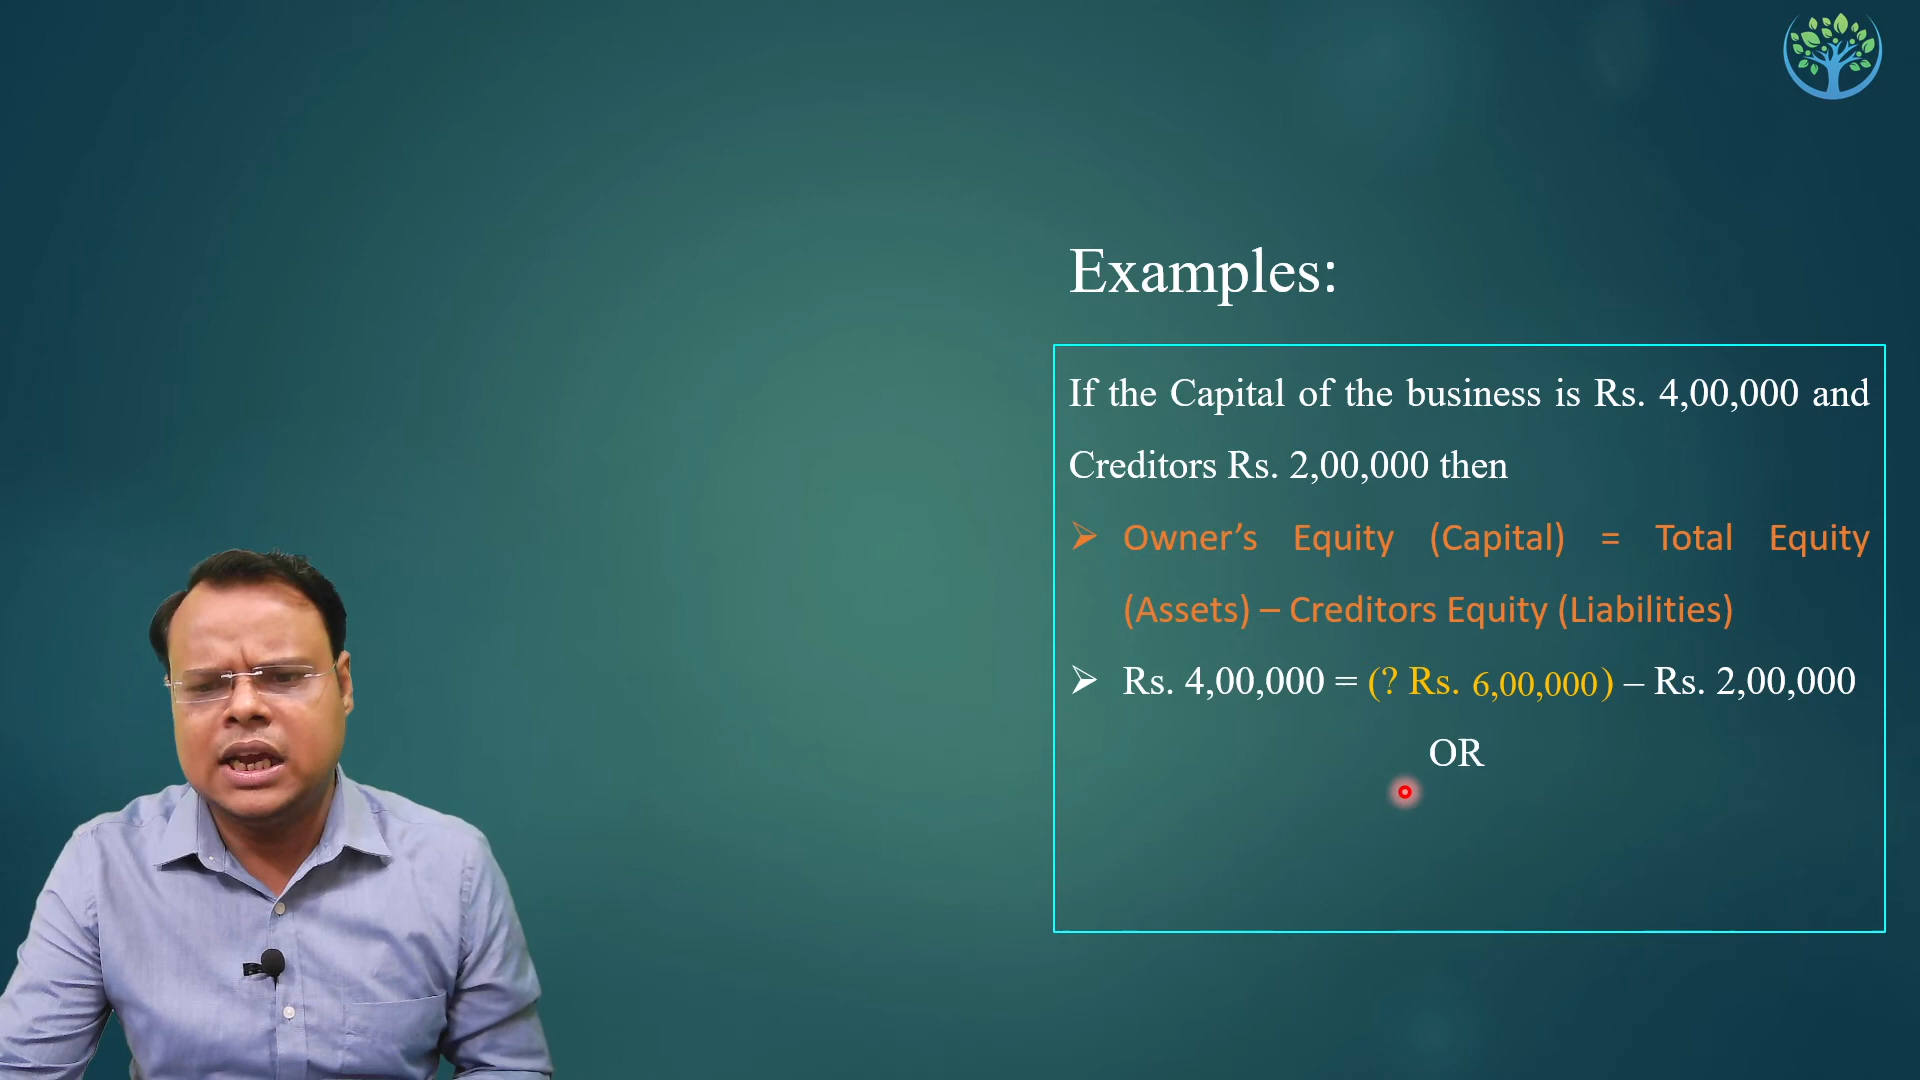 Examples:
If the Capital of the business is Rs. 4,00,000 and
Creditors Rs. 2,00,000 then
➢ Owner’s Equity (Capital) = Total Equity
(Assets) – Creditors Equity (Liabilities)
➢ Rs. 4,00,000 = (? Rs. 6,00,000) – Rs. 2,00,000
OR